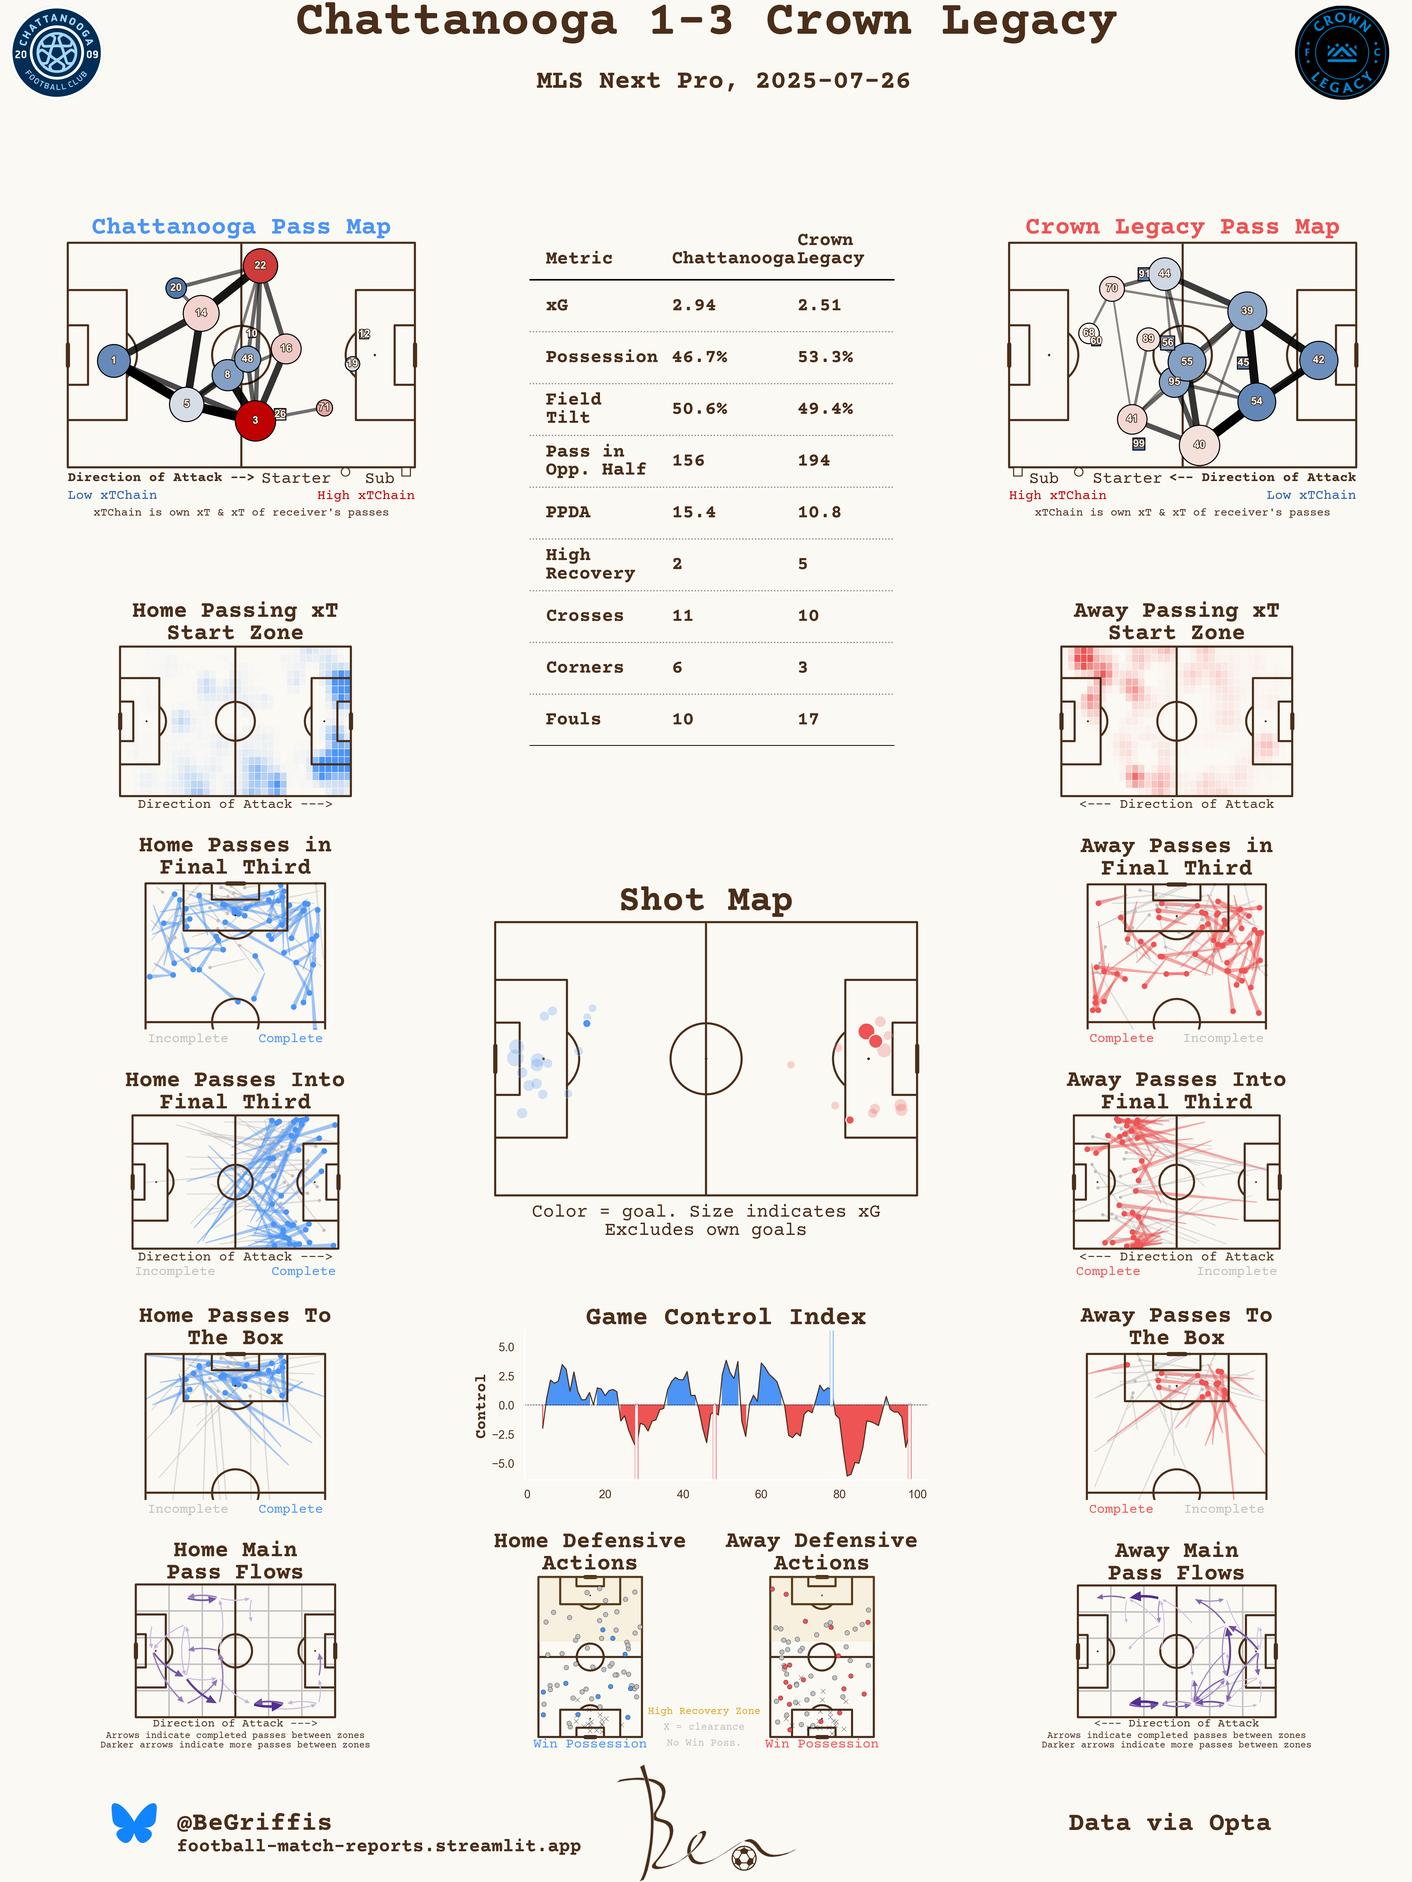 Chattanooga 1-3 Crown Legacy
MLS Next Pro, 2025-07-26
CHATTANOOGA
20 09
FOOTBALL CLUB
CROWN
F C
LEGACY
Chattanooga Pass Map
22
20
14
10
12
1
48
16
19
8
5
3
26
71
Direction of Attack --> Starter Sub
Low xTChain High xTChain
xTChain is own xT & xT of receiver's passes
Metric Chattanooga Crown Legacy
xG 2.94 2.51
Possession 46.7% 53.3%
Field Tilt 50.6% 49.4%
Pass in Opp. Half 156 194
PPDA 15.4 10.8
High Recovery 2 5
Crosses 11 10
Corners 6 3
Fouls 10 17
Crown Legacy Pass Map
91
44
70
39
68
60
89
56
55
45
42
95
54
41
99
40
Sub Starter <-- Direction of Attack
High xTChain Low xTChain
xTChain is own xT & xT of receiver's passes
Home Passing xT
Start Zone
Direction of Attack --->
Away Passing xT
Start Zone
<--- Direction of Attack
Home Passes in
Final Third
Incomplete Complete
Away Passes in
Final Third
Complete Incomplete
Shot Map
Color = goal. Size indicates xG
Excludes own goals
Home Passes Into
Final Third
Direction of Attack --->
Incomplete Complete
Away Passes Into
Final Third
<--- Direction of Attack
Complete Incomplete
Home Passes To
The Box
Incomplete Complete
Game Control Index
Control
5.0
2.5
0.0
−2.5
−5.0
0 20 40 60 80 100
Away Passes To
The Box
Complete Incomplete
Home Main
Pass Flows
Direction of Attack --->
Arrows indicate completed passes between zones
Darker arrows indicate more passes between zones
Home Defensive
Actions
Win Possession
Away Defensive
Actions
Win Possession
High Recovery Zone
X = clearance
No Win Poss.
Away Main
Pass Flows
<--- Direction of Attack
Arrows indicate completed passes between zones
Darker arrows indicate more passes between zones
@BeGriffis
football-match-reports.streamlit.app
Ben
Data via Opta